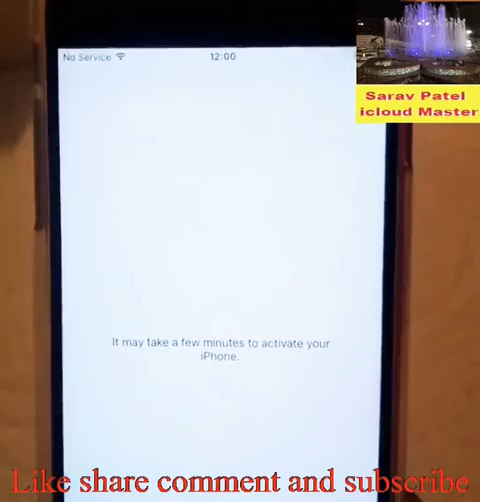 No Service 12:00
Sarav Patel
icloud Master
It may take a few minutes to activate your
iPhone.
Like share comment and subscribe